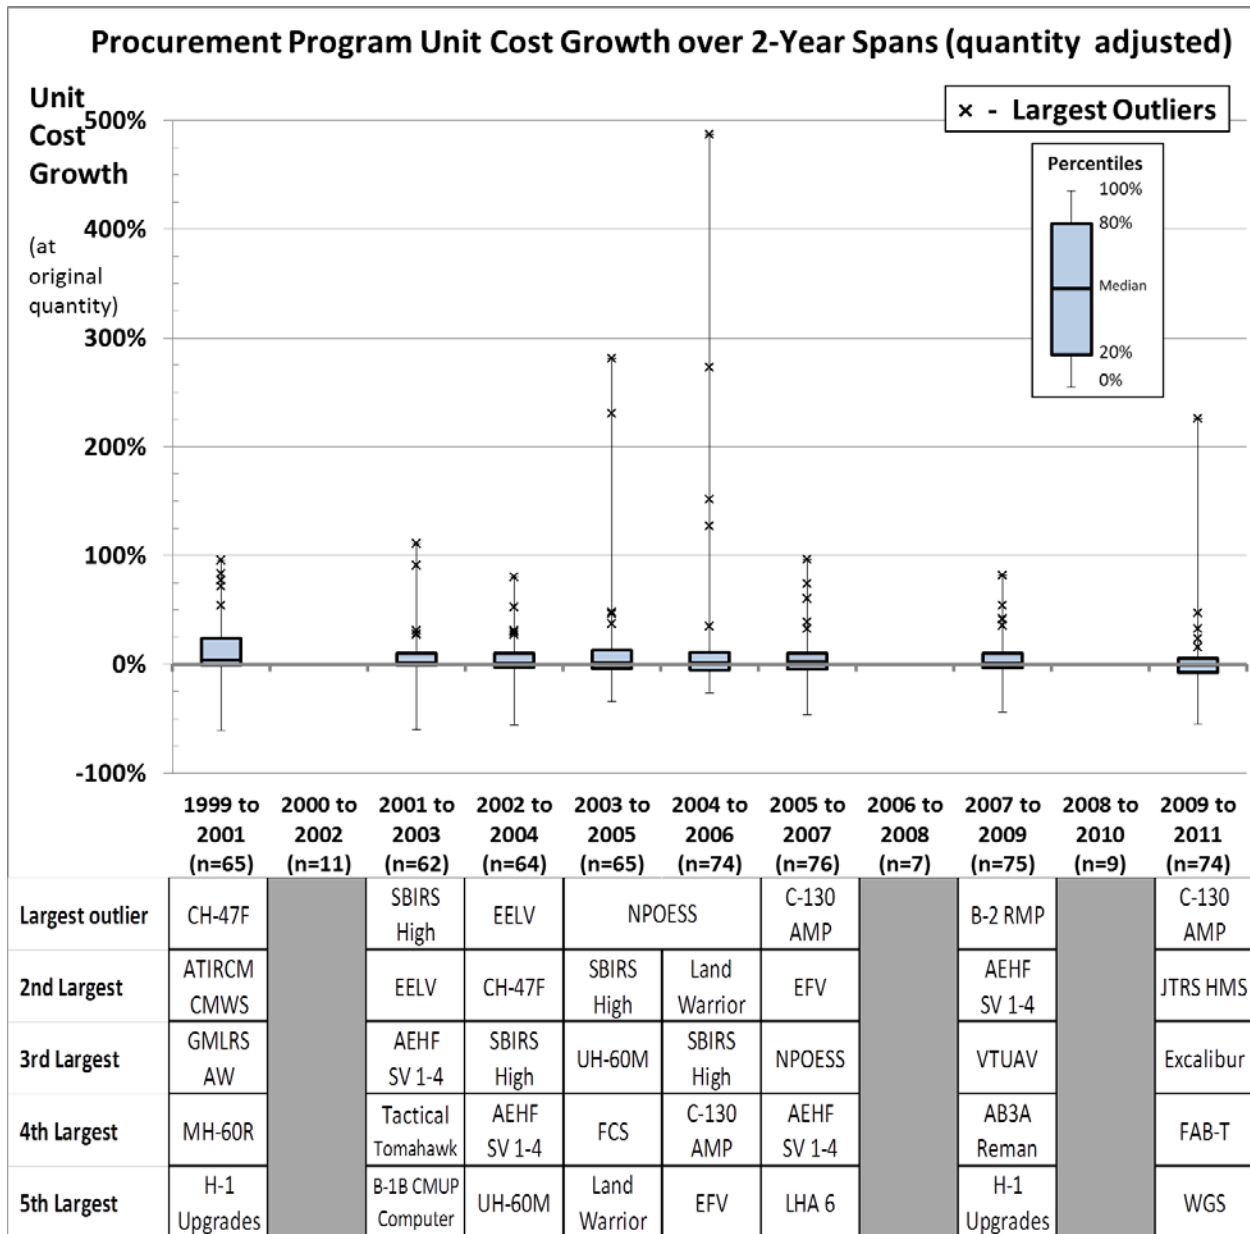 Procurement Program Unit Cost Growth over 2-Year Spans (quantity adjusted)
Unit
Cost
Growth
(at
original
quantity)
500%
400%
300%
200%
100%
0%
-100%
× - Largest Outliers
Percentiles
100%
80%
Median
20%
0%
1999 to 2001 (n=65)
2000 to 2002 (n=11)
2001 to 2003 (n=62)
2002 to 2004 (n=64)
2003 to 2005 (n=65)
2004 to 2006 (n=74)
2005 to 2007 (n=76)
2006 to 2008 (n=7)
2007 to 2009 (n=75)
2008 to 2010 (n=9)
2009 to 2011 (n=74)
Largest outlier
CH-47F
SBIRS
High
EELV
NPOESS
C-130
AMP
B-2 RMP
C-130
AMP
2nd Largest
ATIRCM
CMWS
EELV
CH-47F
SBIRS
High
Land
Warrior
EFV
AEHF
SV 1-4
JTRS HMS
3rd Largest
GMLRS
AW
AEHF
SV 1-4
SBIRS
High
UH-60M
SBIRS
High
NPOESS
VTUAV
Excalibur
4th Largest
MH-60R
Tactical
Tomahawk
AEHF
SV 1-4
FCS
C-130
AMP
AEHF
SV 1-4
AB3A
Reman
FAB-T
5th Largest
H-1
Upgrades
B-1B CMUP
Computer
UH-60M
Land
Warrior
EFV
LHA 6
H-1
Upgrades
WGS